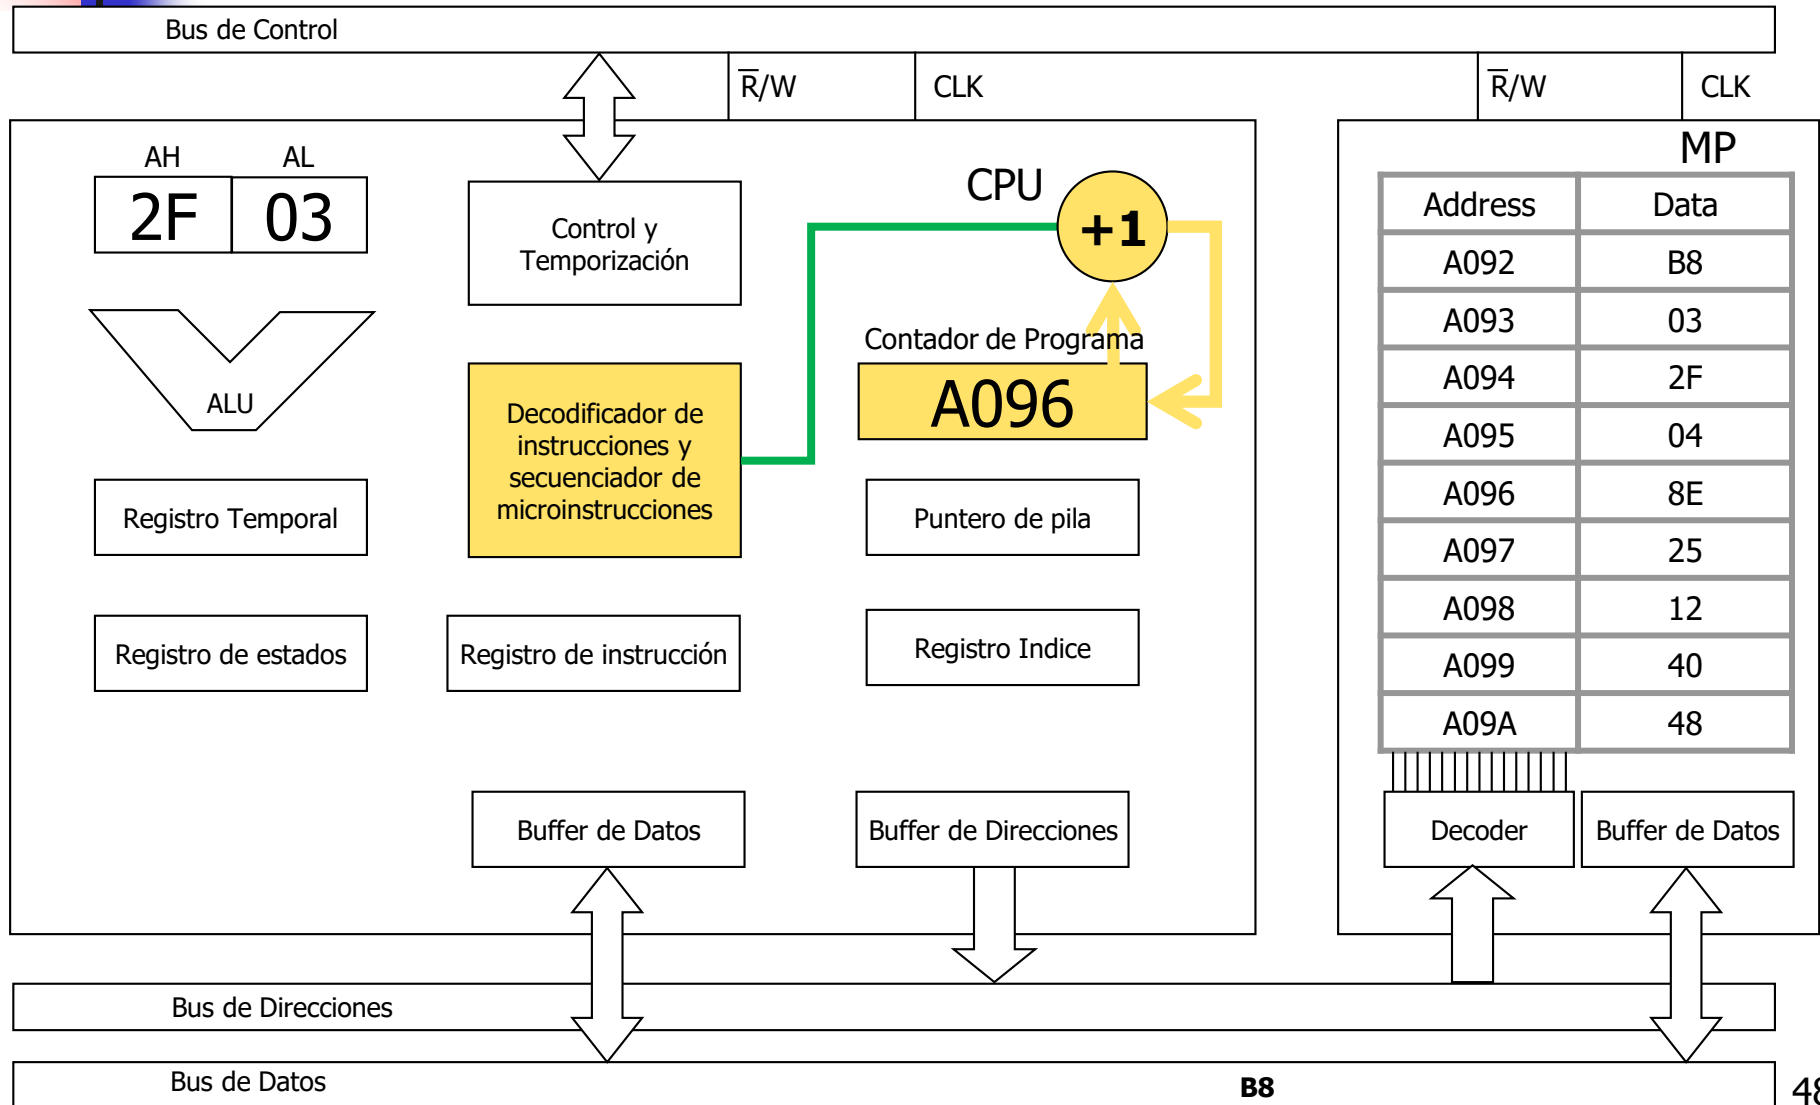 Bus de Control
R̅/W
CLK
R̅/W
CLK
AH
AL
2F
03
Control y
Temporización
CPU
+1
Contador de Programa
A096
ALU
Decodificador de
instrucciones y
secuenciador de
microinstrucciones
Registro Temporal
Puntero de pila
Registro de estados
Registro de instrucción
Registro Indice
Buffer de Datos
Buffer de Direcciones
MP
Address Data
A092 B8
A093 03
A094 2F
A095 04
A096 8E
A097 25
A098 12
A099 40
A09A 48
Decoder
Buffer de Datos
Bus de Direcciones
Bus de Datos
B8
48